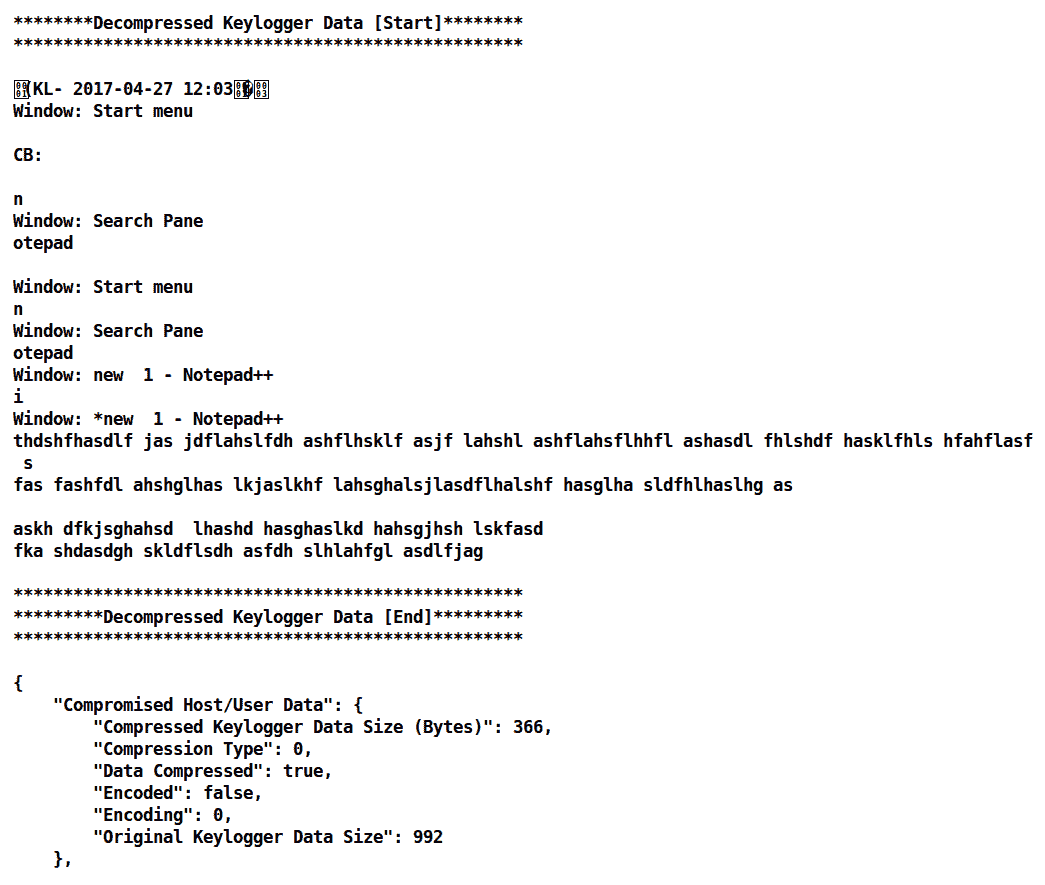 ********Decompressed Keylogger Data [Start]********
***************************************************
(KL- 2017-04-27 12:03
Window: Start menu
CB:
n
Window: Search Pane
otepad
Window: Start menu
n
Window: Search Pane
otepad
Window: new  1 - Notepad++
i
Window: *new  1 - Notepad++
thdshfhasdlf jas jdflahslfdh ashflhsklf asjf lahshl ashflahsflhhfl ashasdl fhlshdf hasklfhls hfahflasf
 s
fas fashfdl ahshglhas lkjaslkhf lahsghalsjlasdflhalshf hasglha sldfhlhaslhg as
askh dfkjsghahsd  lhashd hasghaslkd hahsgjhsh lskfasd
fka shdasdgh skldflsdh asfdh slhlahfgl asdlfjag
***************************************************
*********Decompressed Keylogger Data [End]*********
***************************************************
{
    "Compromised Host/User Data": {
        "Compressed Keylogger Data Size (Bytes)": 366,
        "Compression Type": 0,
        "Data Compressed": true,
        "Encoded": false,
        "Encoding": 0,
        "Original Keylogger Data Size": 992
    },